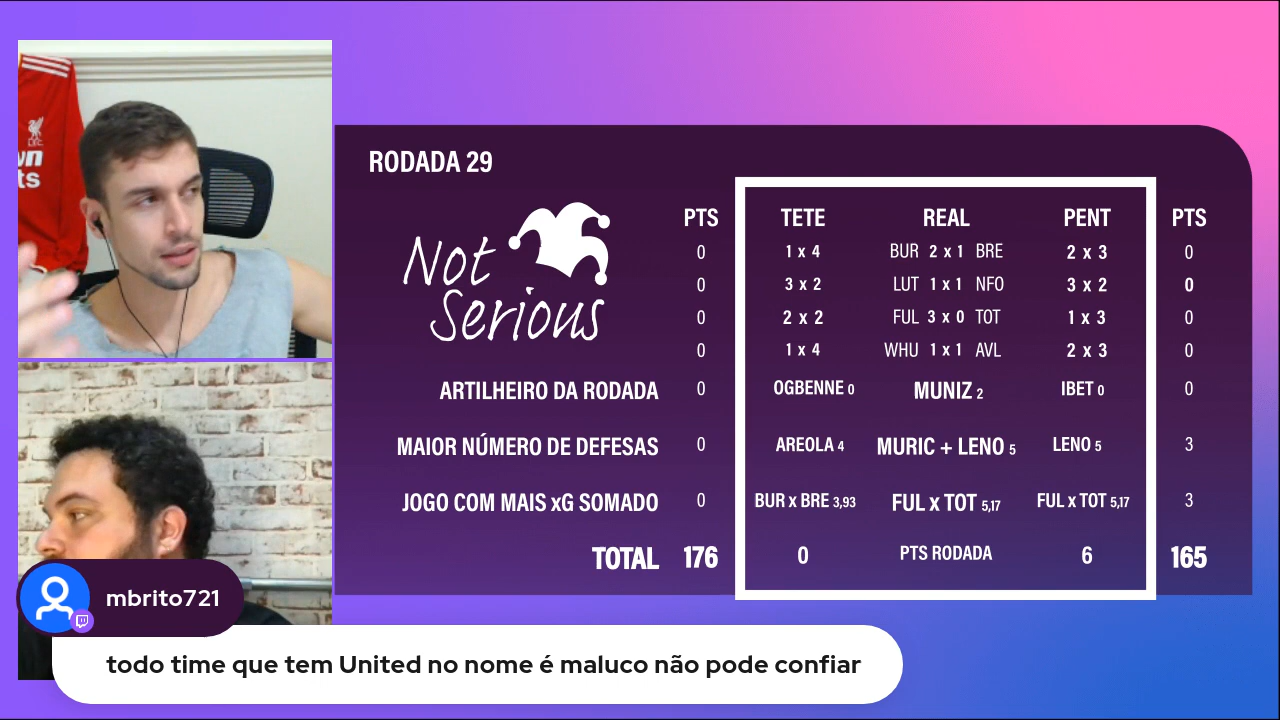 RODADA 29
Not
Serious
PTS TETE REAL PENT PTS
0 1 x 4 BUR 2 x 1 BRE 2 x 3 0
0 3 x 2 LUT 1 x 1 NFO 3 x 2 0
0 2 x 2 FUL 3 x 0 TOT 1 x 3 0
0 1 x 4 WHU 1 x 1 AVL 2 x 3 0
ARTILHEIRO DA RODADA 0 OGBENNE 0 MUNIZ 2 IBET 0 0
MAIOR NÚMERO DE DEFESAS 0 AREOLA 4 MURIC + LENO 5 LENO 5 3
JOGO COM MAIS xG SOMADO 0 BUR x BRE 3,93 FUL x TOT 5,17 FUL x TOT 5,17 3
TOTAL 176 0 PTS RODADA 6 165
mbrito721
todo time que tem United no nome é maluco não pode confiar